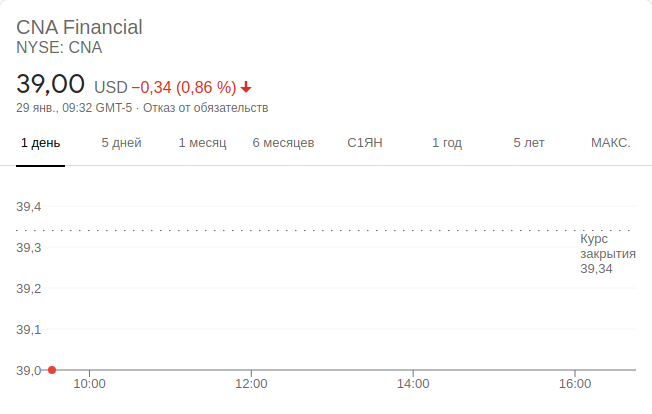 CNA Financial
NYSE: CNA
39,00 USD −0,34 (0,86 %)
29 янв., 09:32 GMT-5 · Отказ от обязательств
1 день 5 дней 1 месяц 6 месяцев С1ЯН 1 год 5 лет МАКС.
39,4
39,3
39,2
39,1
39,0
Курс
закрытия
39,34
10:00 12:00 14:00 16:00